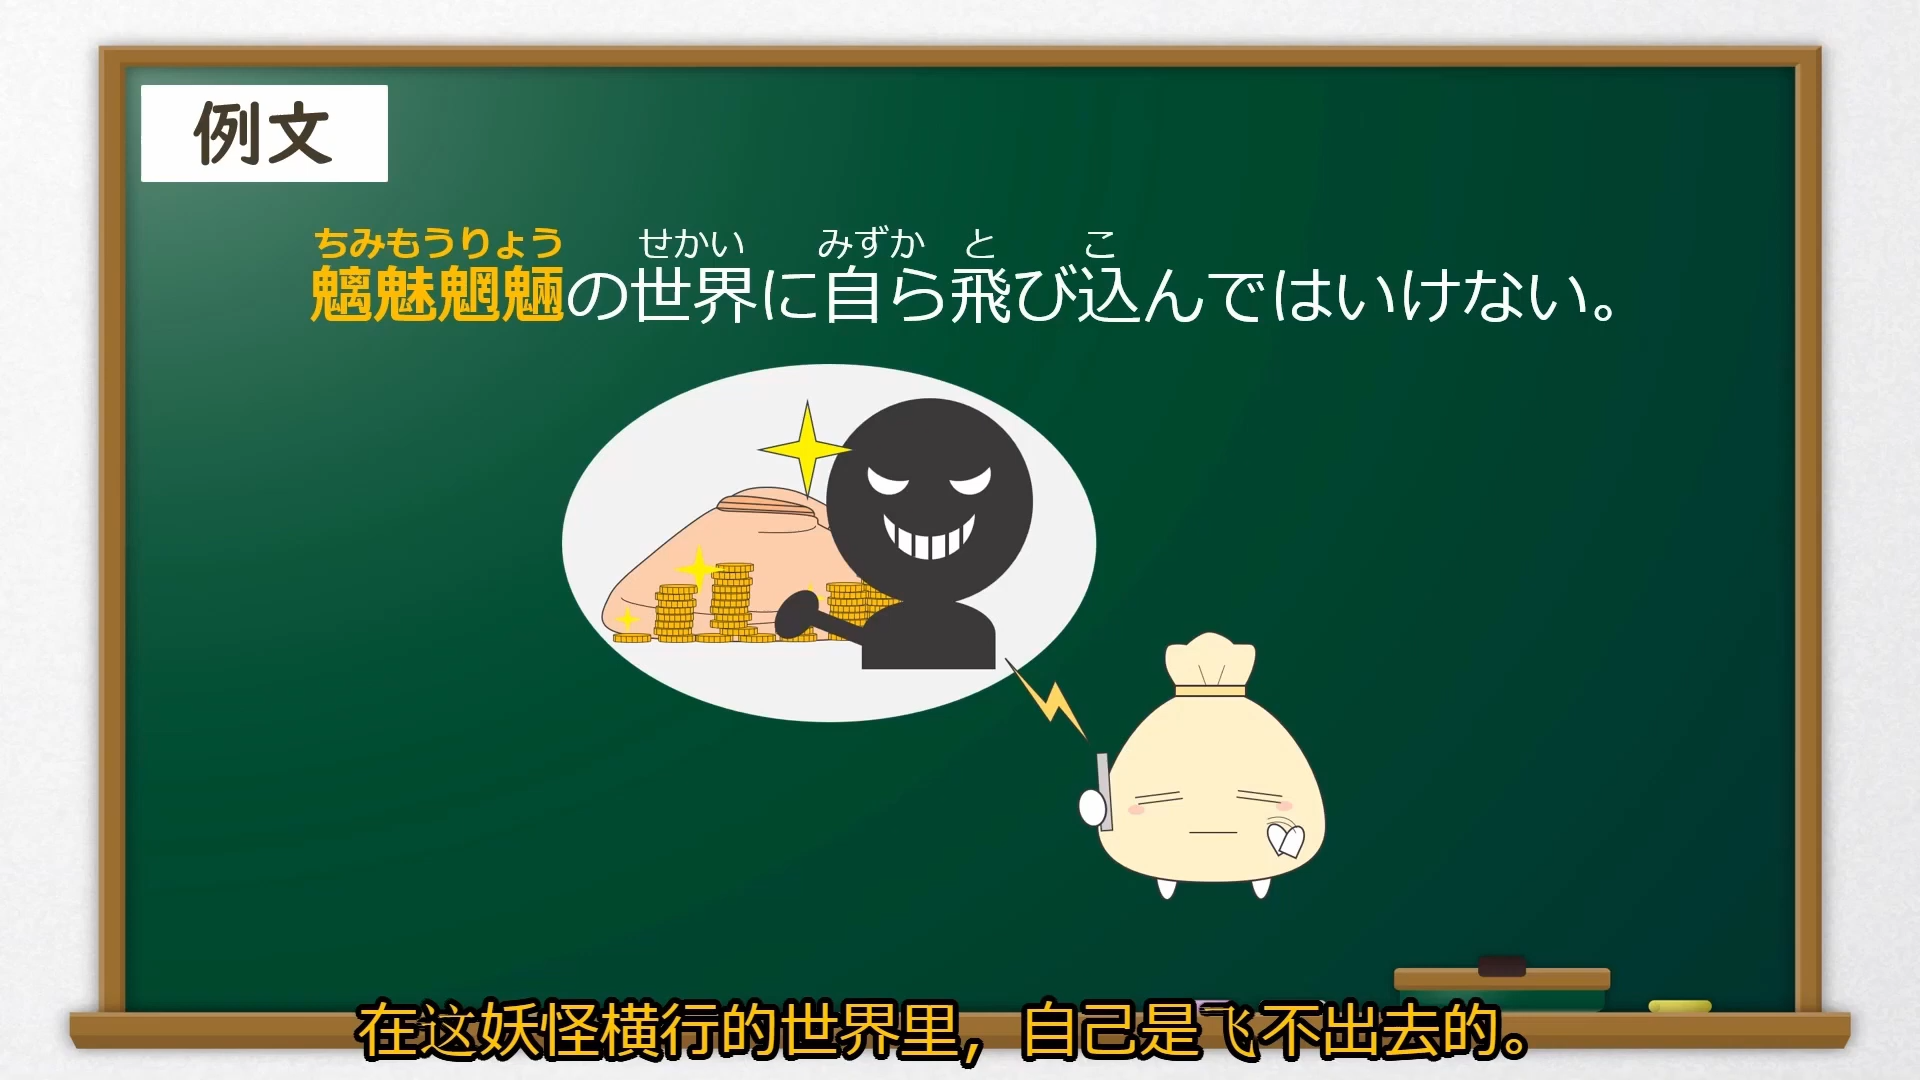 例文
ちみもうりょう せかい みずか と こ
魑魅魍魎の世界に自ら飛び込んではいけない。
在这妖怪横行的世界里，自己是飞不出去的。